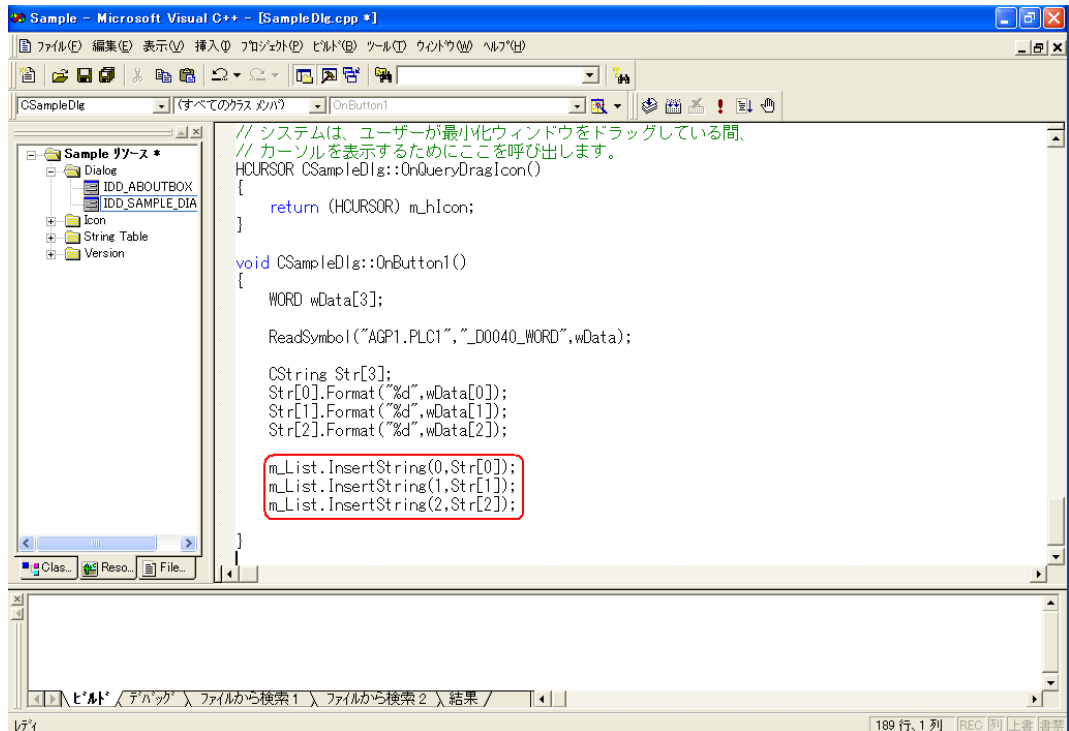 Sample - Microsoft Visual C++ - [SampleDlg.cpp *]
ファイル(F) 編集(E) 表示(V) 挿入(I) プロジェクト(P) ビルド(B) ツール(T) ウィンドウ(W) ヘルプ(H)
CSampleDlg (すべてのクラス メンバ) OnButton1
Sample リソース *
Dialog
IDD_ABOUTBOX
IDD_SAMPLE_DIA
Icon
String Table
Version
Clas... Reso... File...
// システムは、ユーザーが最小化ウィンドウをドラッグしている間、
// カーソルを表示するためにここを呼び出します。
HCURSOR CSampleDlg::OnQueryDragIcon()
{
return (HCURSOR) m_hIcon;
}
void CSampleDlg::OnButton1()
{
WORD wData[3];
ReadSymbol("AGP1.PLC1","_D0040_WORD",wData);
CString Str[3];
Str[0].Format("%d",wData[0]);
Str[1].Format("%d",wData[1]);
Str[2].Format("%d",wData[2]);
m_List.InsertString(0,Str[0]);
m_List.InsertString(1,Str[1]);
m_List.InsertString(2,Str[2]);
}
ビルド デバッグ ファイルから検索 1 ファイルから検索 2 結果
レディ 189 行、1 列 REC 列 上書 書禁